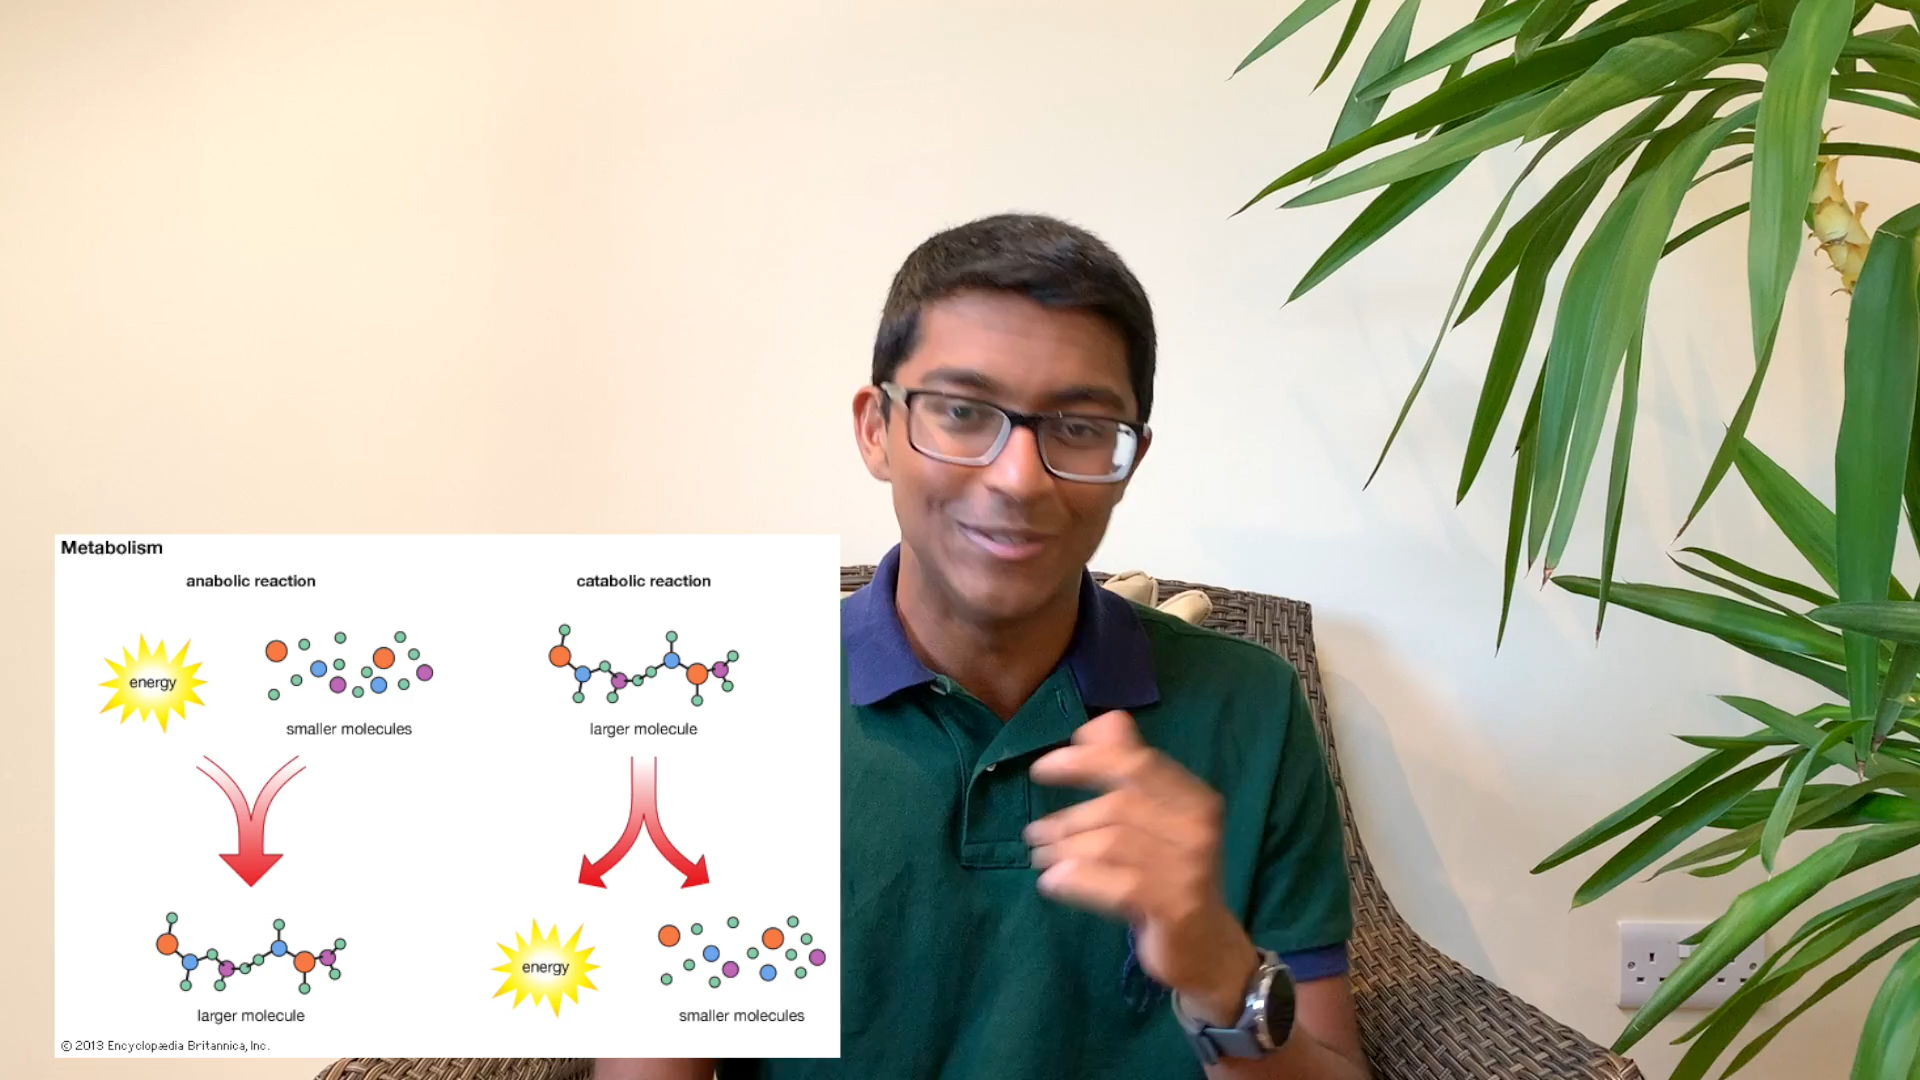 Metabolism
anabolic reaction
catabolic reaction
energy
smaller molecules
larger molecule
larger molecule
energy
smaller molecules
© 2013 Encyclopædia Britannica, Inc.